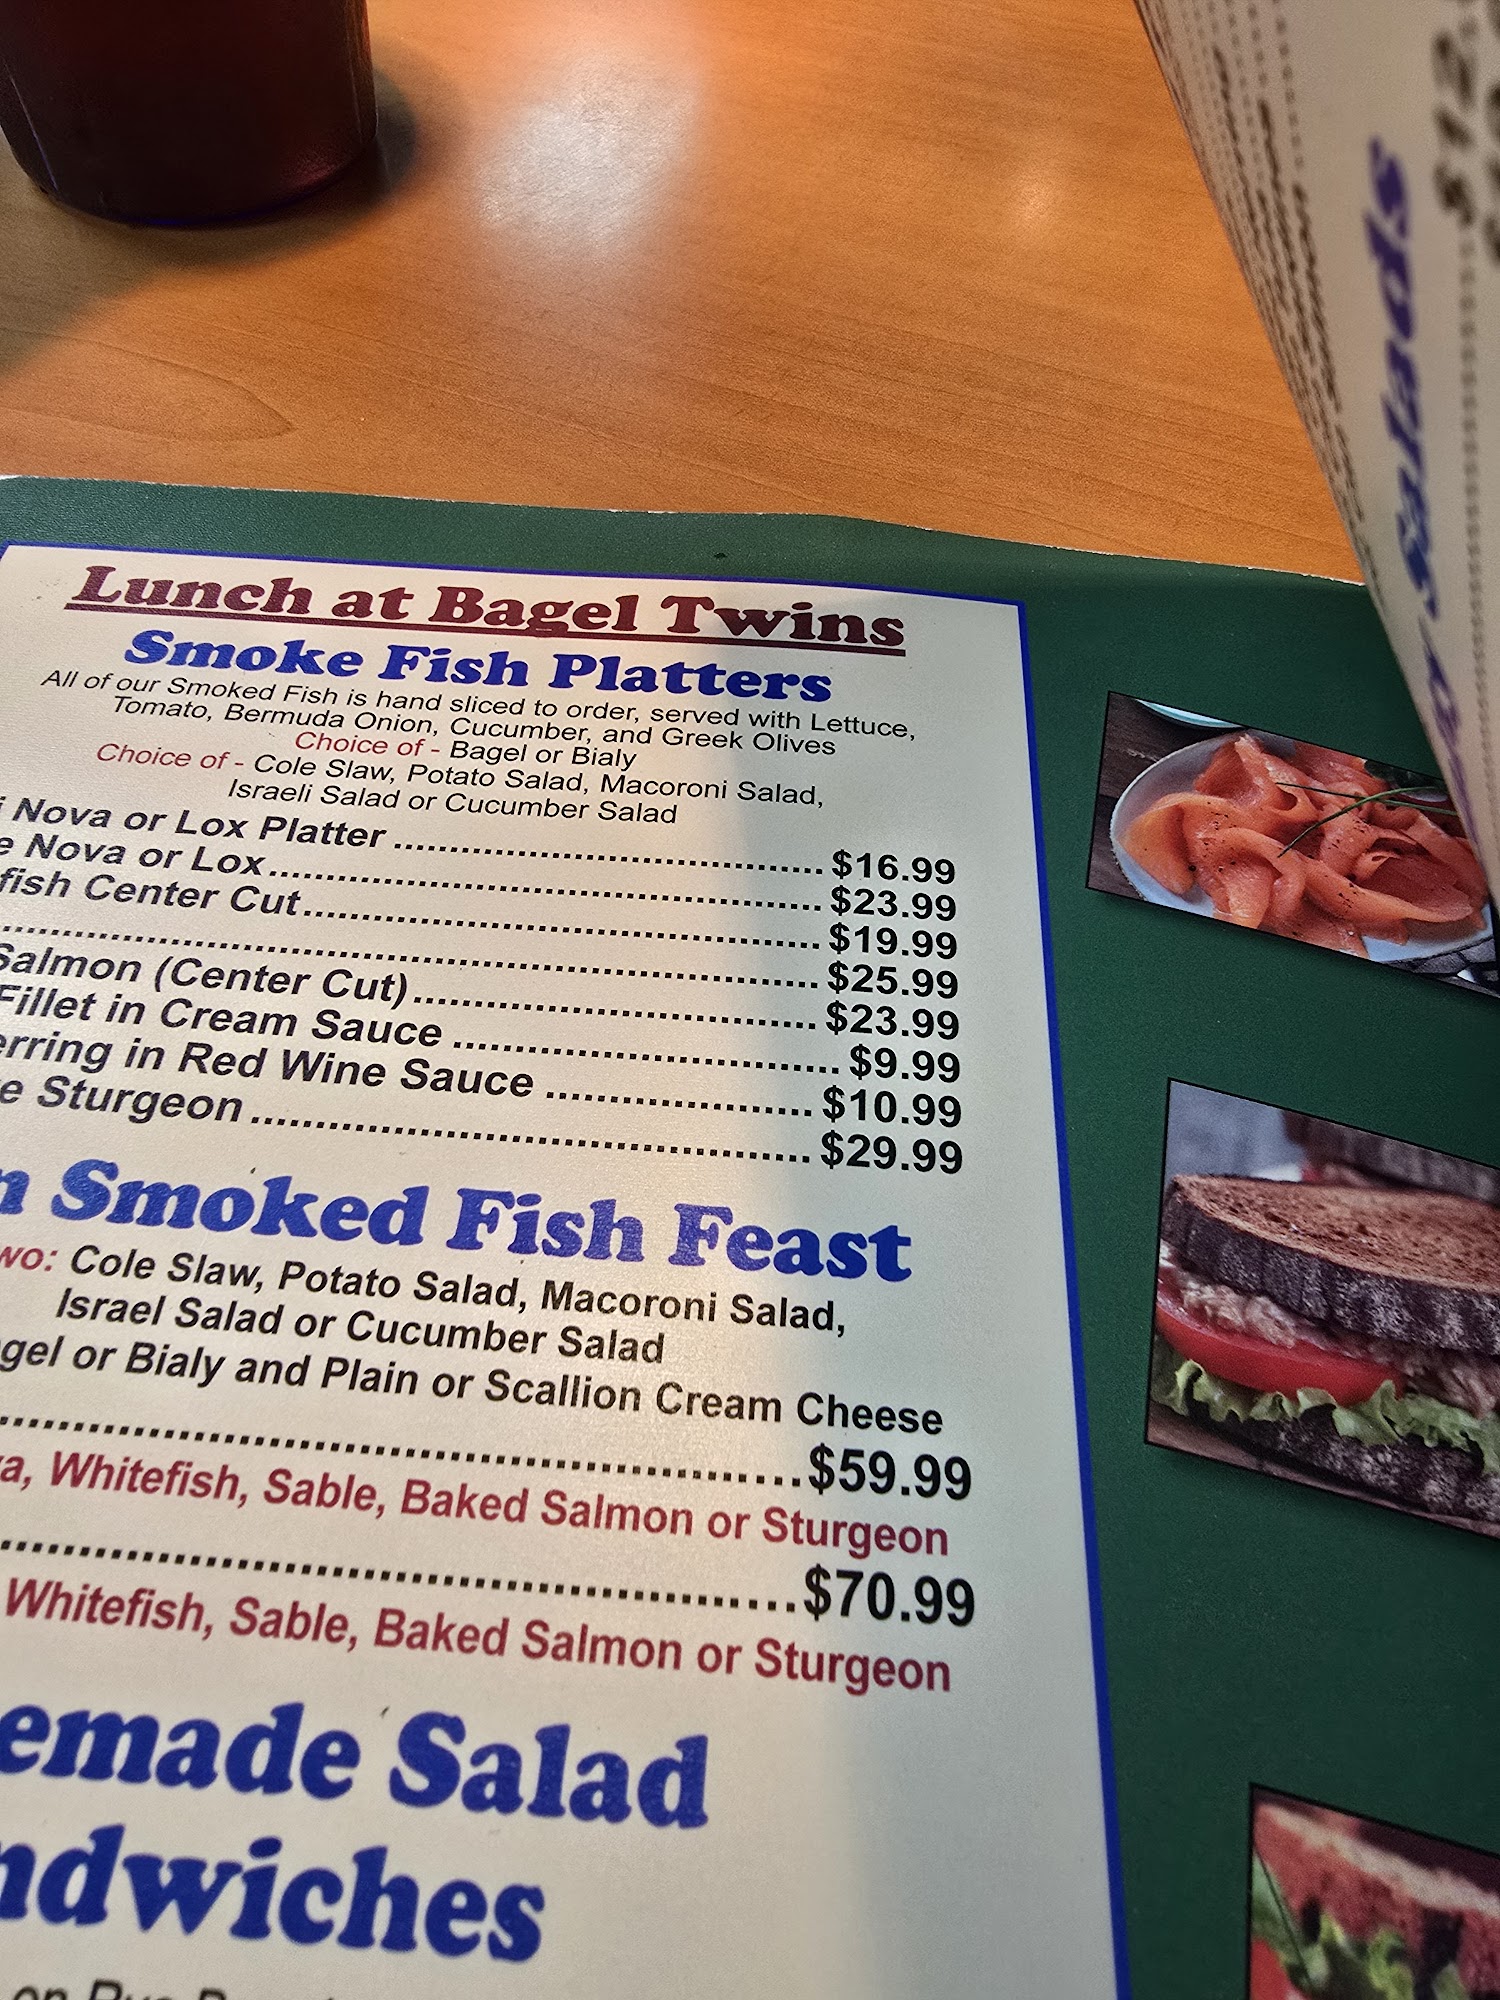 Lunch at Bagel Twins
Smoke Fish Platters
All of our Smoked Fish is hand sliced to order, served with Lettuce,
Tomato, Bermuda Onion, Cucumber, and Greek Olives
Choice of - Bagel or Bialy
Choice of - Cole Slaw, Potato Salad, Macoroni Salad,
Israeli Salad or Cucumber Salad
i Nova or Lox Platter ........ $16.99
e Nova or Lox ........ $23.99
fish Center Cut ........ $19.99
........ $25.99
Salmon (Center Cut) ........ $23.99
Fillet in Cream Sauce ........ $9.99
erring in Red Wine Sauce ........ $10.99
e Sturgeon ........ $29.99
n Smoked Fish Feast
wo: Cole Slaw, Potato Salad, Macoroni Salad,
Israel Salad or Cucumber Salad
gel or Bialy and Plain or Scallion Cream Cheese
........ $59.99
a, Whitefish, Sable, Baked Salmon or Sturgeon
........ $70.99
Whitefish, Sable, Baked Salmon or Sturgeon
emade Salad
ndwiches
on Rye
Salads
$12.